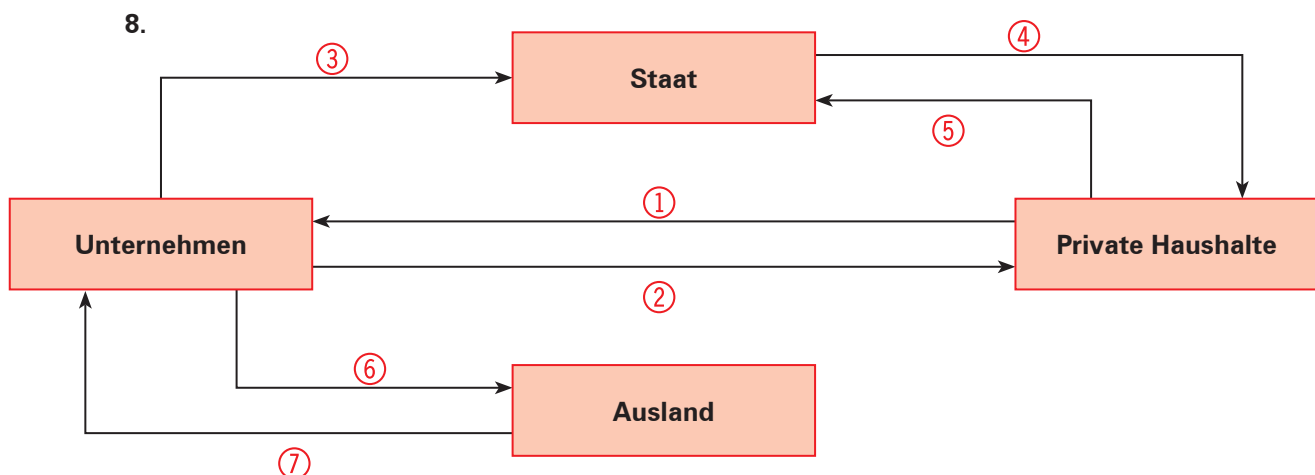 8.
③
④
Staat
⑤
①
Unternehmen
Private Haushalte
②
⑥
Ausland
⑦